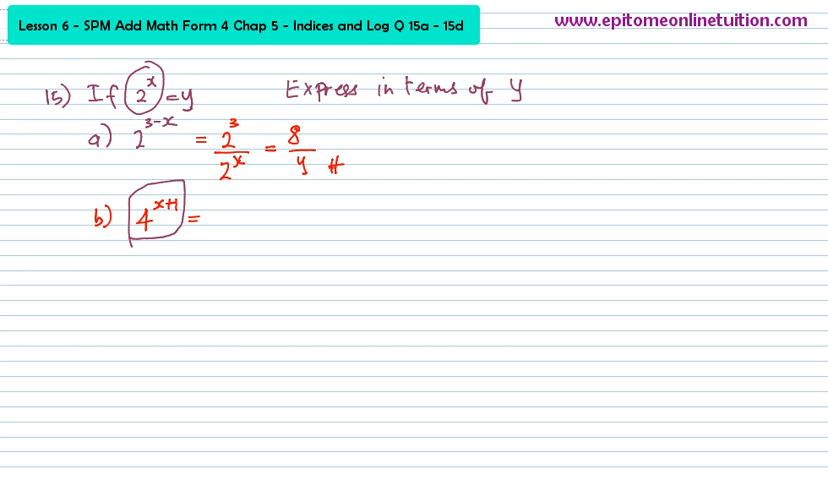 Lesson 6 - SPM Add Math Form 4 Chap 5 - Indices and Log Q 15a - 15d
www.epitomeonlinetuition.com
15) If 2^x = y Express in terms of y
a) 2^(3-x) = 2^3/2^x = 8/y #
b) 4^(x+1) =